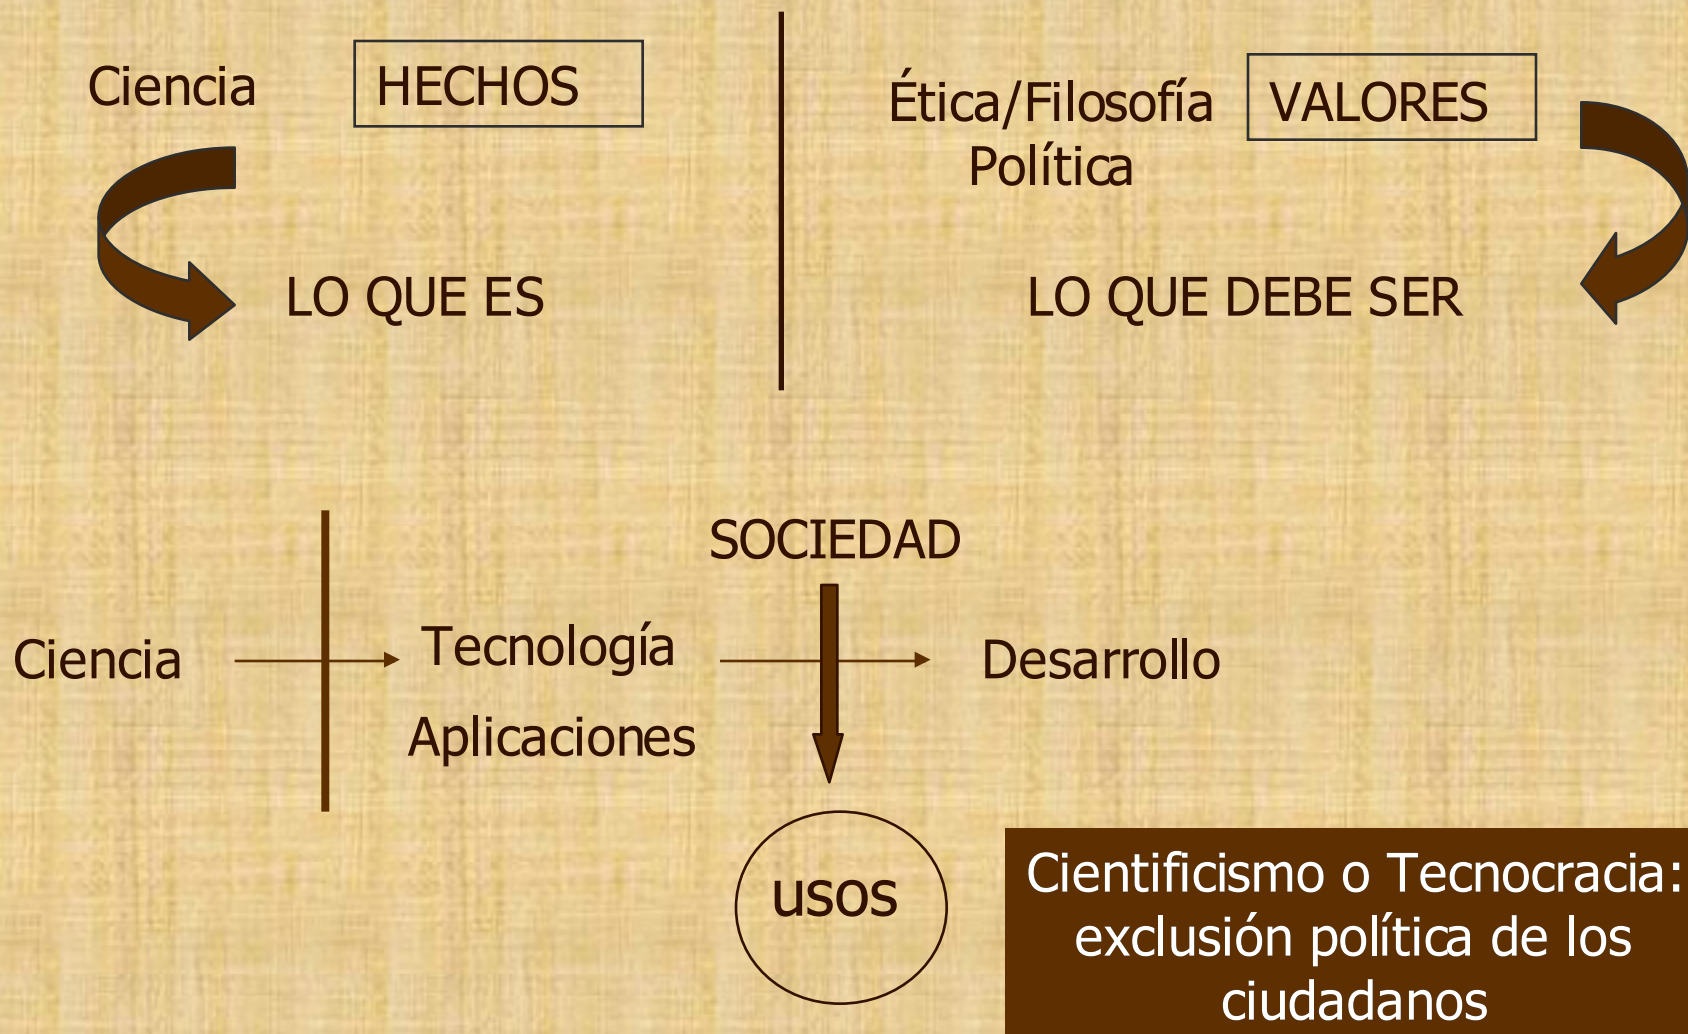 Ciencia
HECHOS
LO QUE ES
Ética/Filosofía
Política
VALORES
LO QUE DEBE SER
SOCIEDAD
Ciencia
Tecnología
Aplicaciones
Desarrollo
usos
Cientificismo o Tecnocracia:
exclusión política de los
ciudadanos